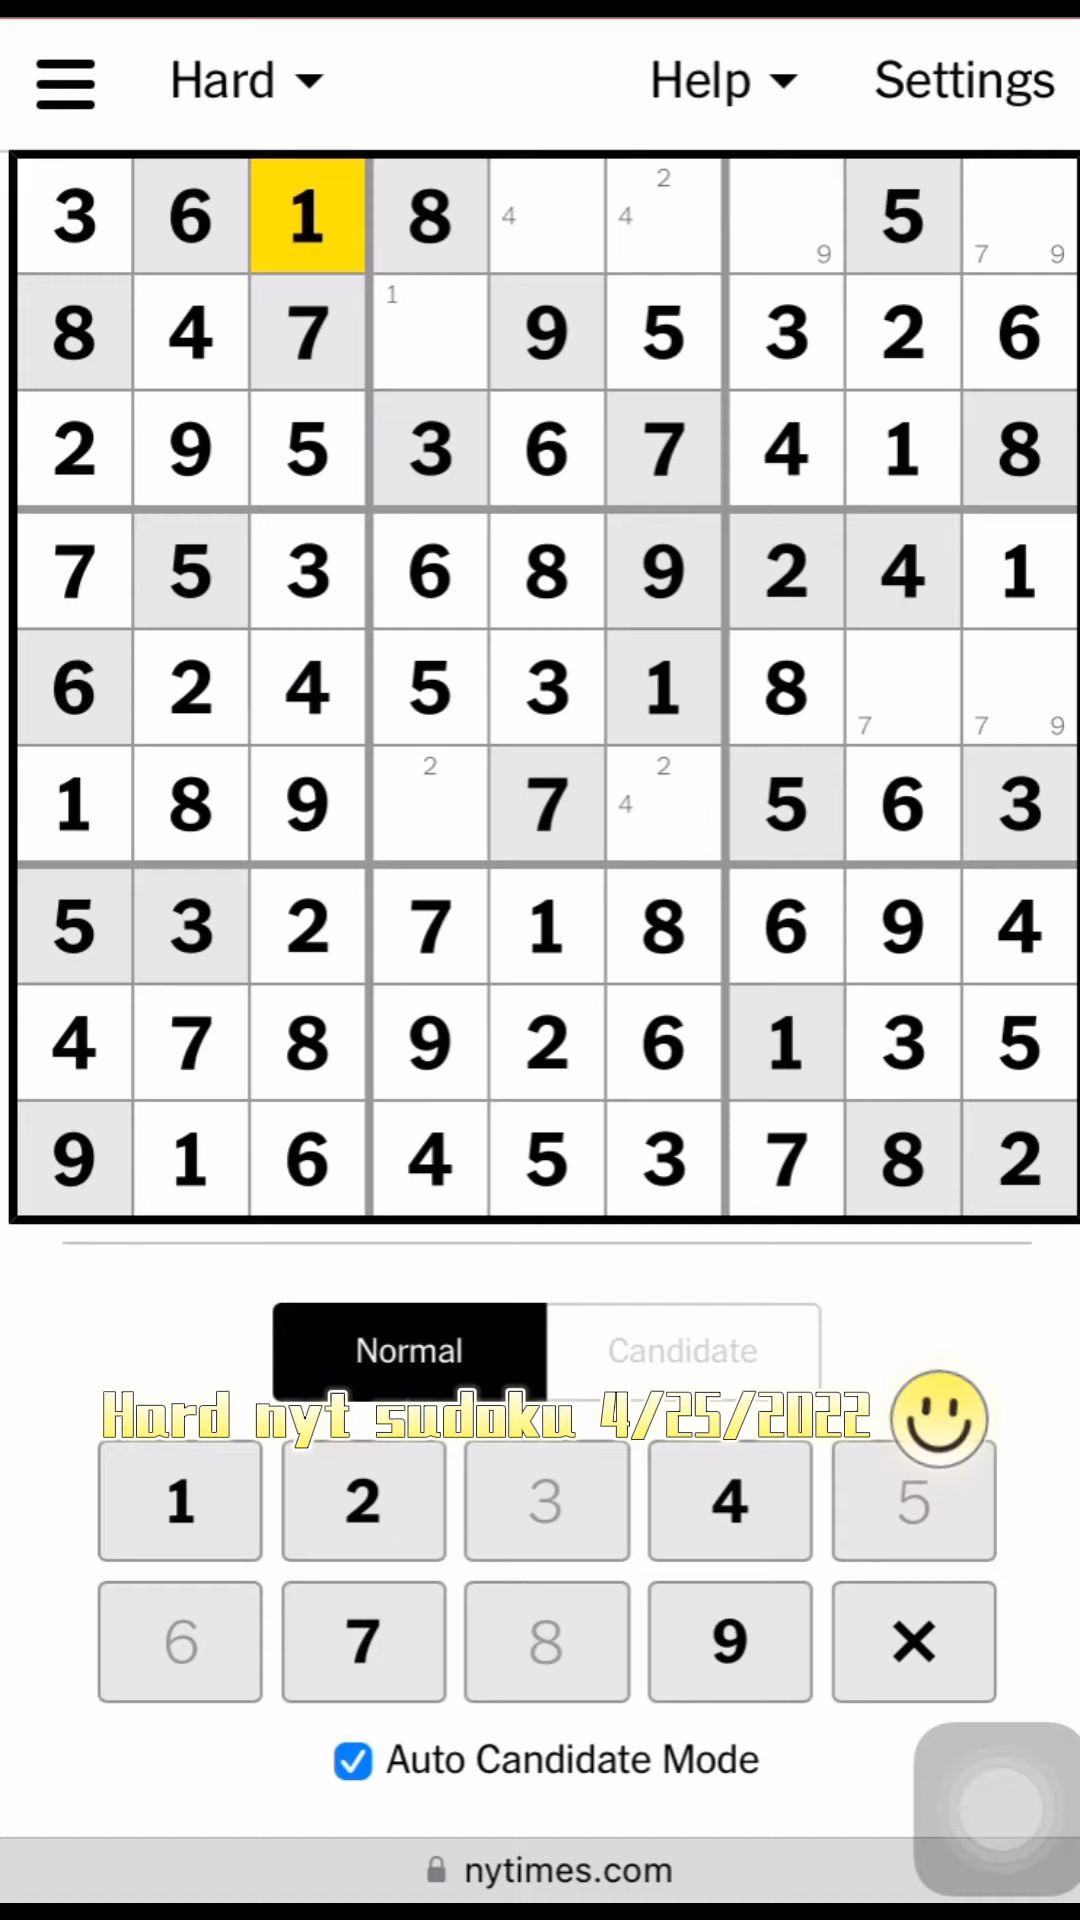 Hard Help Settings
3 6 1 8 4 2 4 9 5 7 9
8 4 7 1 9 5 3 2 6
2 9 5 3 6 7 4 1 8
7 5 3 6 8 9 2 4 1
6 2 4 5 3 1 8 7 7 9
1 8 9 2 7 2 4 5 6 3
5 3 2 7 1 8 6 9 4
4 7 8 9 2 6 1 3 5
9 1 6 4 5 3 7 8 2
Normal Candidate
Hard nyt sudoku 4/25/2022
1 2 3 4 5
6 7 8 9 ×
Auto Candidate Mode
nytimes.com